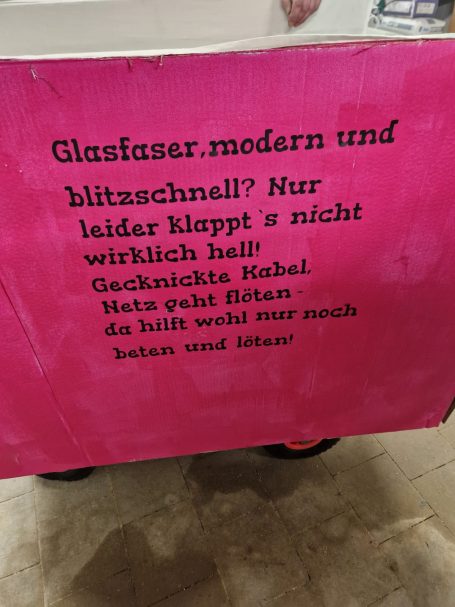 Glasfaser,modern und
blitzschnell? Nur
leider klappt`s nicht
wirklich hell!
Gecknickte Kabel,
Netz geht flöten-
da hilft wohl nur noch
beten und löten!